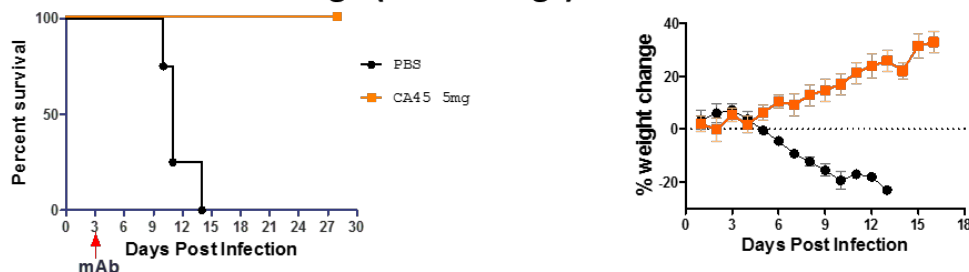 Percent survival
100
50
0
0 3 6 9 12 15 18 21 24 27 30
Days Post Infection
mAb
PBS
CA45 5mg
% weight change
40
20
0
-20
0 3 6 9 12 15 18
Days Post Infection